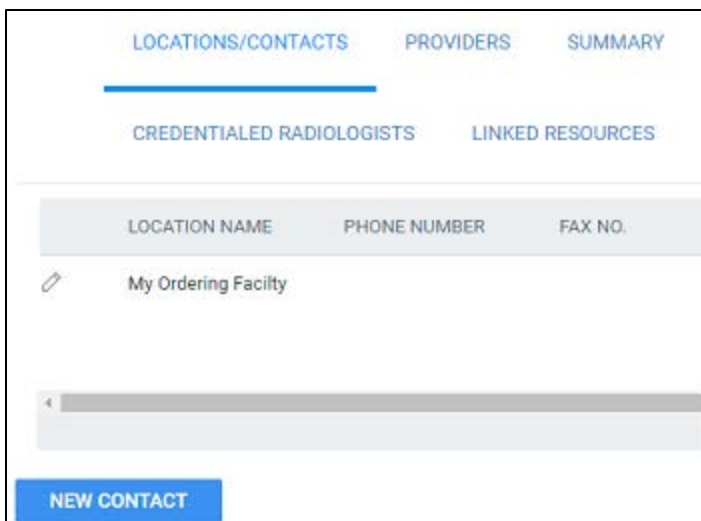 LOCATIONS/CONTACTS PROVIDERS SUMMARY
CREDENTIALED RADIOLOGISTS LINKED RESOURCES
LOCATION NAME PHONE NUMBER FAX NO.
My Ordering Facilty
NEW CONTACT